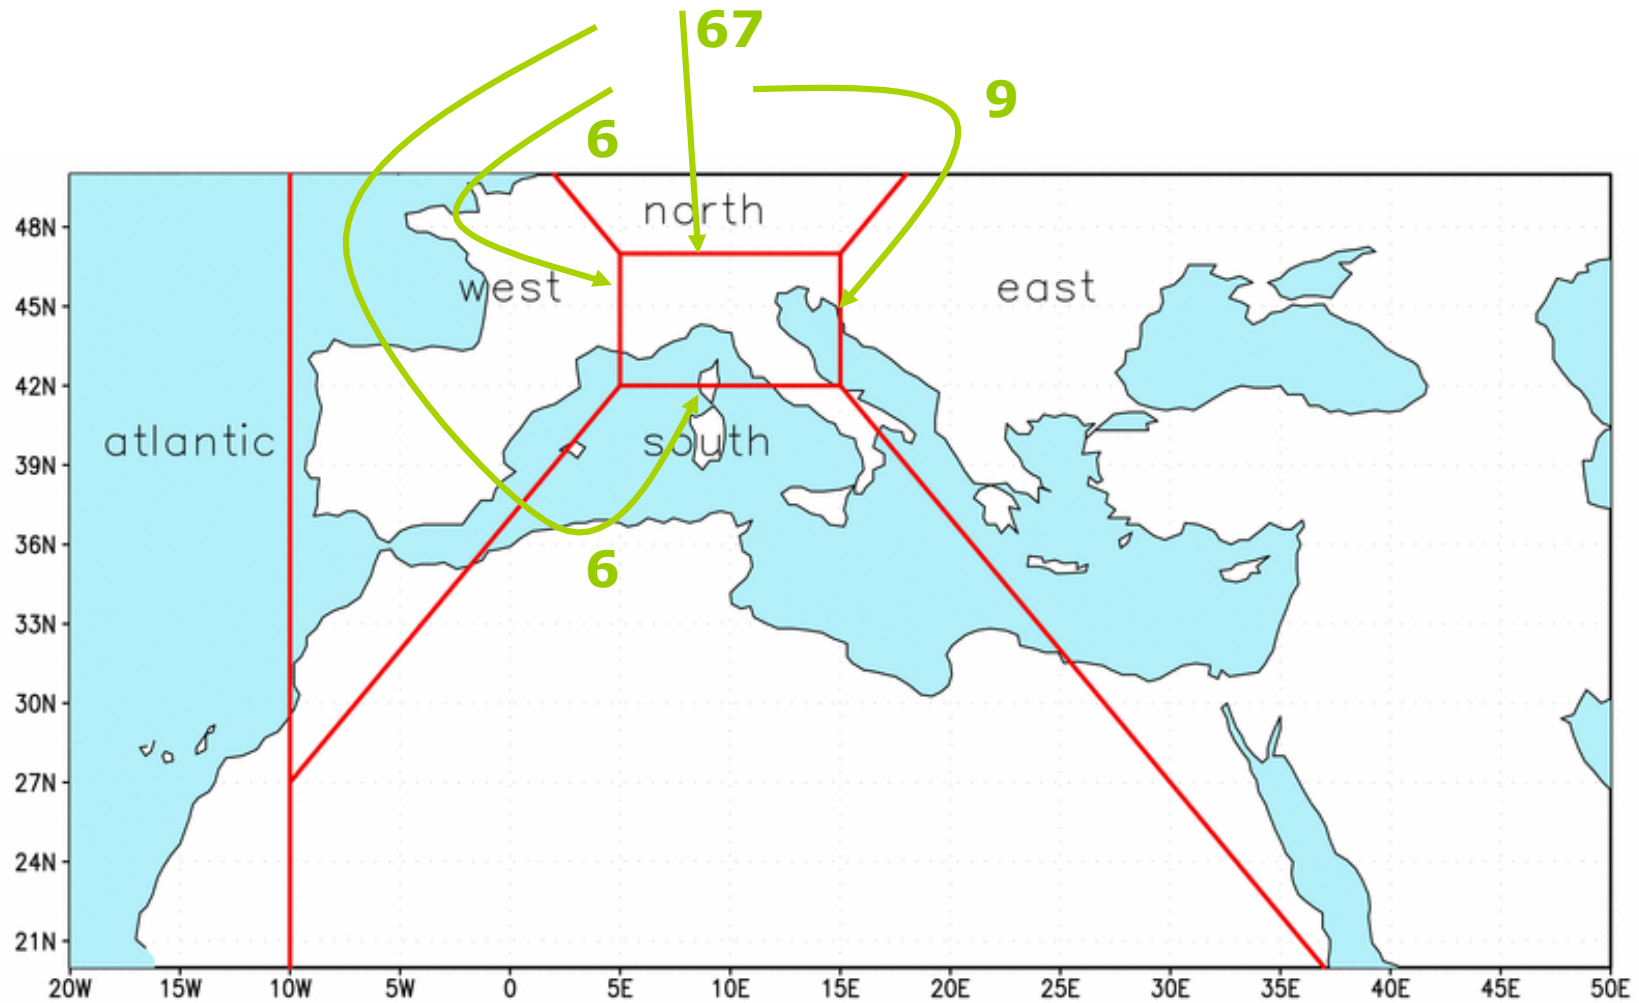 67
9
6
north
48N
west
east
45N
42N
atlantic
south
39N
36N
6
33N
30N
27N
24N
21N
20W 15W 10W 5W 0 5E 10E 15E 20E 25E 30E 35E 40E 45E 50E